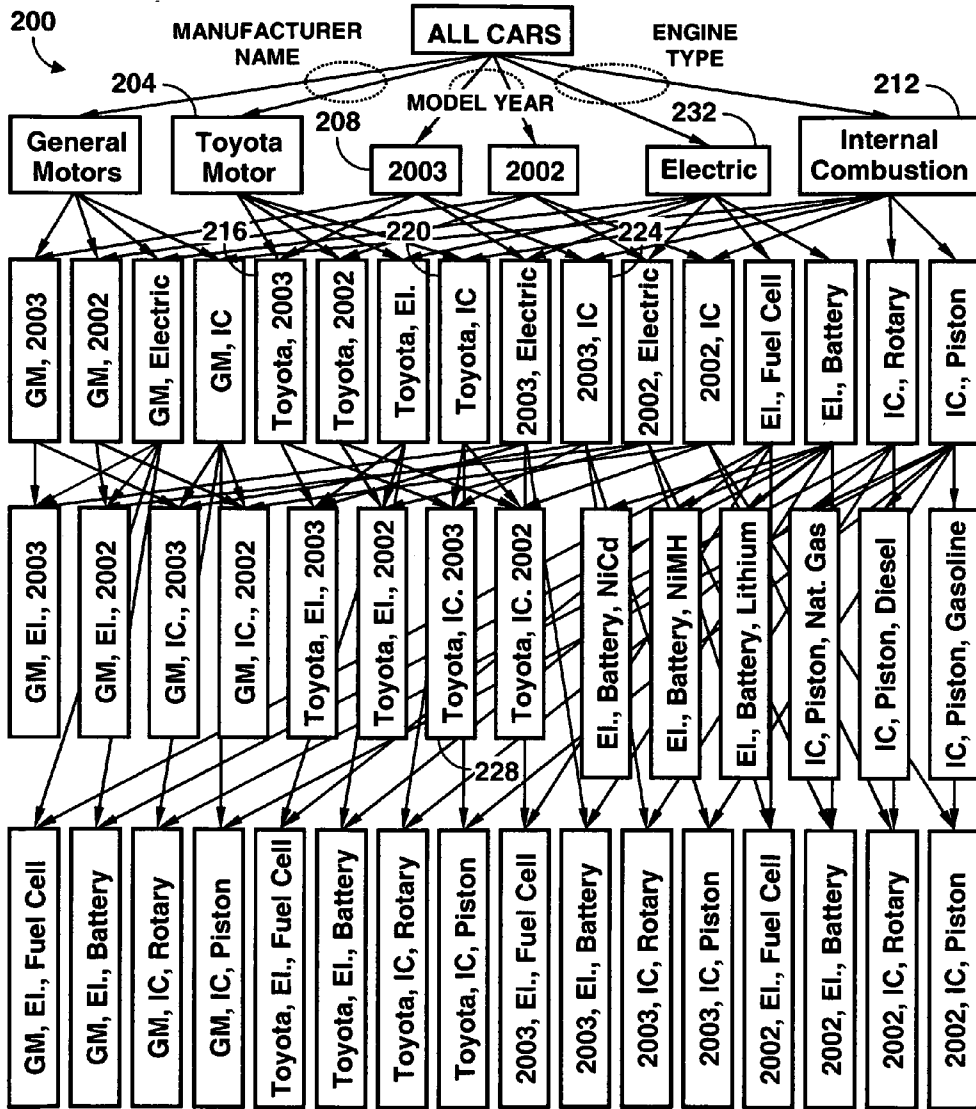 200
MANUFACTURER
NAME
ALL CARS
ENGINE
TYPE
204
MODEL YEAR
212
208
232
General
Motors
Toyota
Motor
2003
2002
Electric
Internal
Combustion
216
220
224
GM, 2003
GM, 2002
GM, Electric
GM, IC
Toyota, 2003
Toyota, 2002
Toyota, El.
Toyota, IC
2003, Electric
2003, IC
2002, Electric
2002, IC
El., Fuel Cell
El., Battery
IC., Rotary
IC., Piston
GM, El., 2003
GM, El., 2002
GM, IC., 2003
GM, IC., 2002
Toyota, El., 2003
Toyota, El., 2002
Toyota, IC. 2003
Toyota, IC. 2002
El., Battery, NiCd
El., Battery, NiMH
El., Battery, Lithium
IC, Piston, Nat. Gas
IC, Piston, Diesel
IC, Piston, Gasoline
228
GM, El., Fuel Cell
GM, El., Battery
GM, IC, Rotary
GM, IC, Piston
Toyota, El., Fuel Cell
Toyota, El., Battery
Toyota, IC, Rotary
Toyota, IC, Piston
2003, El., Fuel Cell
2003, El., Battery
2003, IC, Rotary
2003, IC, Piston
2002, El., Fuel Cell
2002, El., Battery
2002, IC, Rotary
2002, IC, Piston